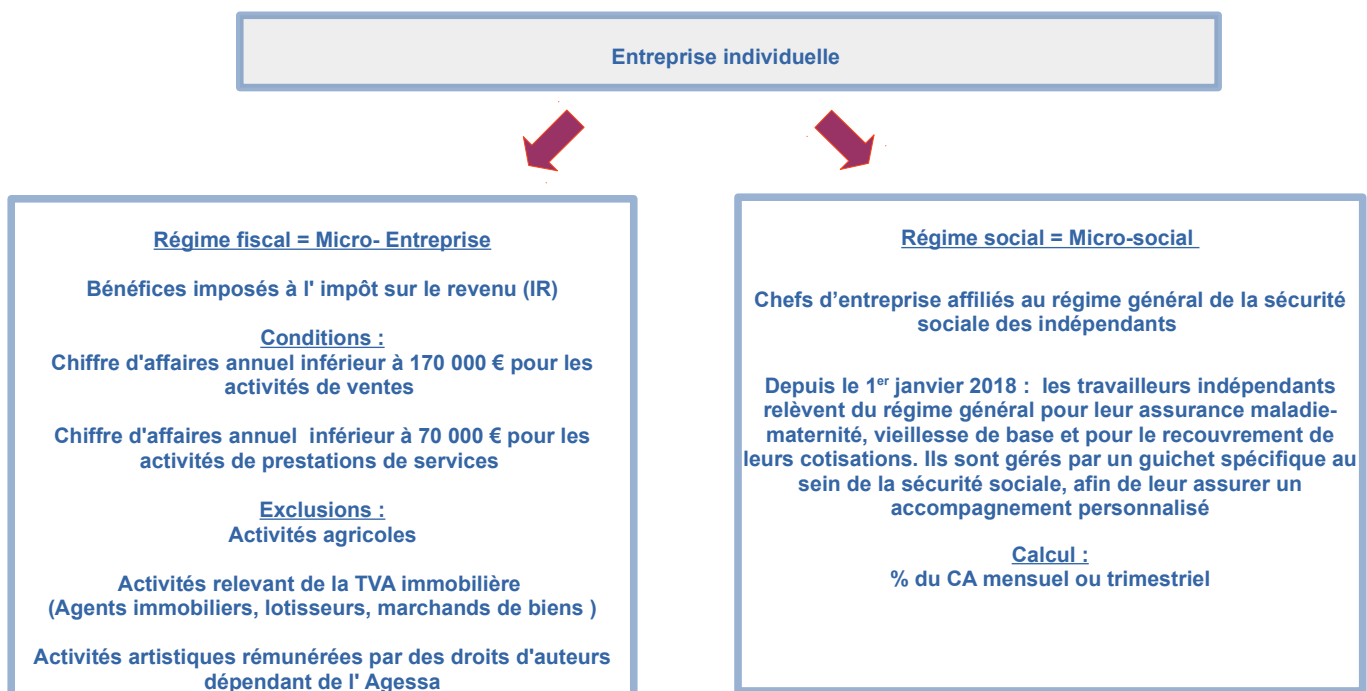 Entreprise individuelle
Régime fiscal = Micro- Entreprise
Bénéfices imposés à l' impôt sur le revenu (IR)
Conditions :
Chiffre d'affaires annuel inférieur à 170 000 € pour les
activités de ventes
Chiffre d'affaires annuel  inférieur à 70 000 € pour les
activités de prestations de services
Exclusions :
Activités agricoles
Activités relevant de la TVA immobilière
(Agents immobiliers, lotisseurs, marchands de biens )
Activités artistiques rémunérées par des droits d'auteurs
dépendant de l' Agessa
Régime social = Micro-social
Chefs d’entreprise affiliés au régime général de la sécurité
sociale des indépendants
Depuis le 1er janvier 2018 :  les travailleurs indépendants
relèvent du régime général pour leur assurance maladie-
maternité, vieillesse de base et pour le recouvrement de
leurs cotisations. Ils sont gérés par un guichet spécifique au
sein de la sécurité sociale, afin de leur assurer un
accompagnement personnalisé
Calcul :
% du CA mensuel ou trimestriel